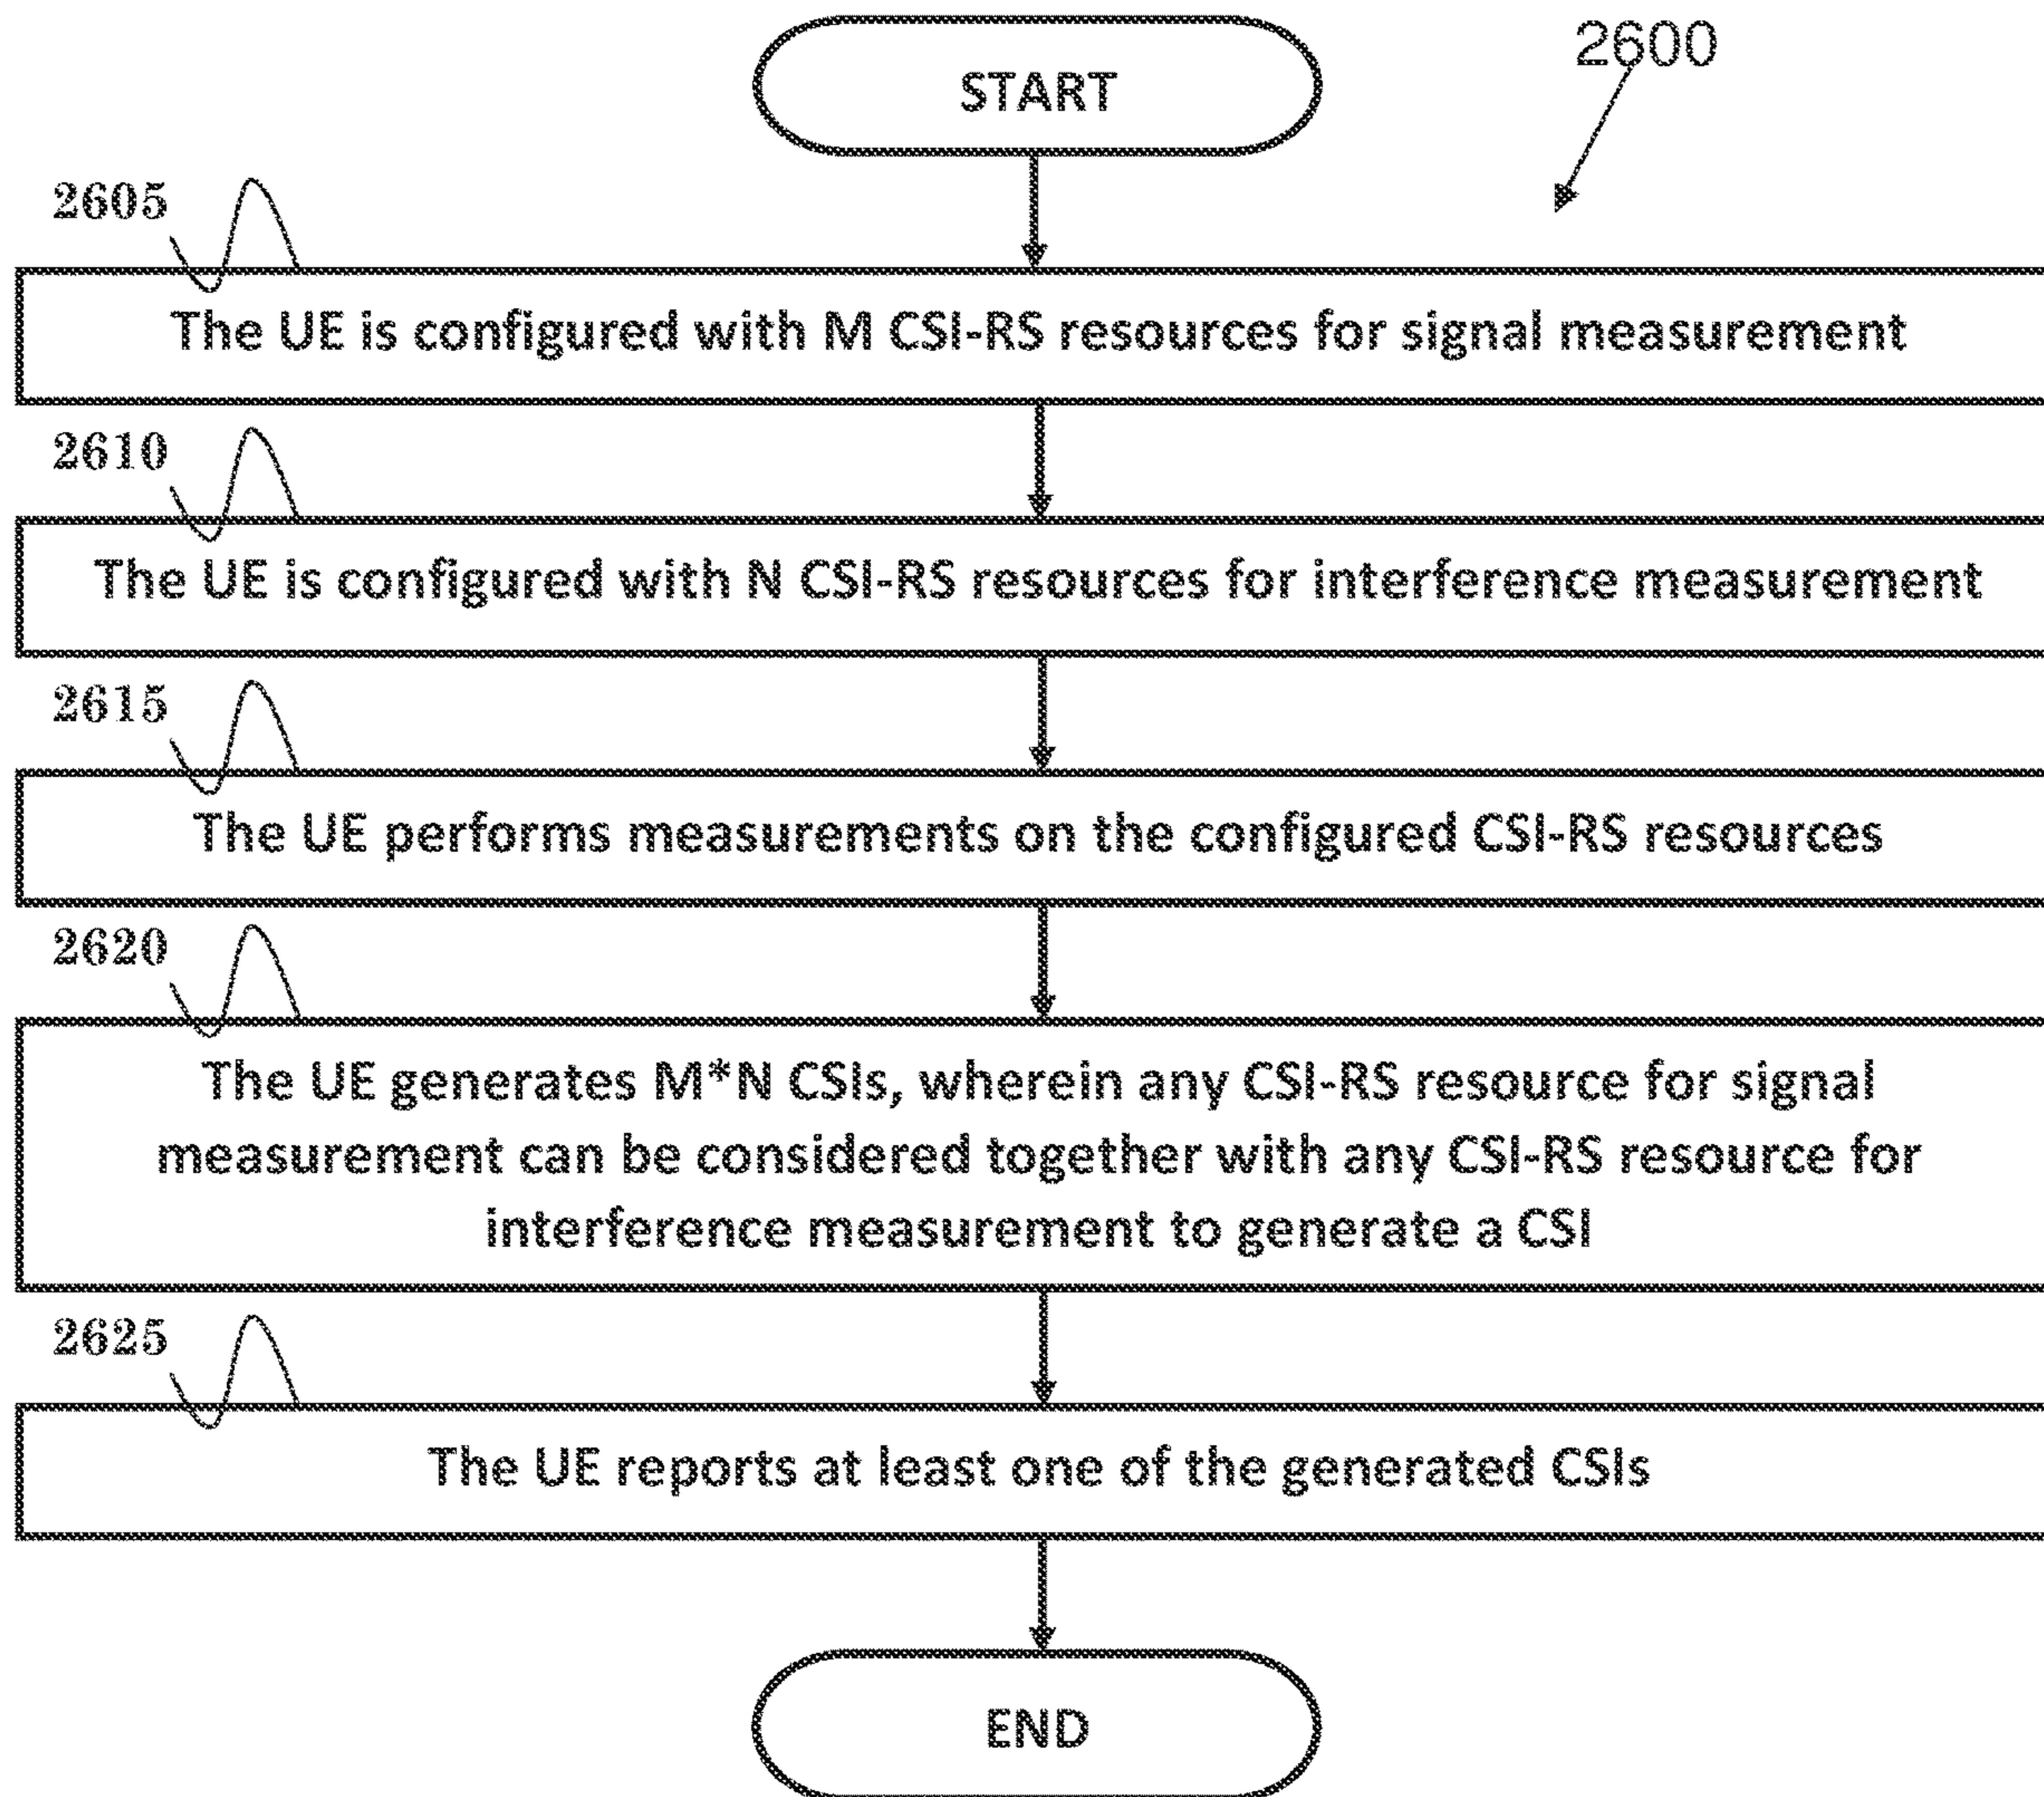 START
2600
2605
The UE is configured with M CSI-RS resources for signal measurement
2610
The UE is configured with N CSI-RS resources for interference measurement
2615
The UE performs measurements on the configured CSI-RS resources
2620
The UE generates M*N CSIs, wherein any CSI-RS resource for signal
measurement can be considered together with any CSI-RS resource for
interference measurement to generate a CSI
2625
The UE reports at least one of the generated CSIs
END